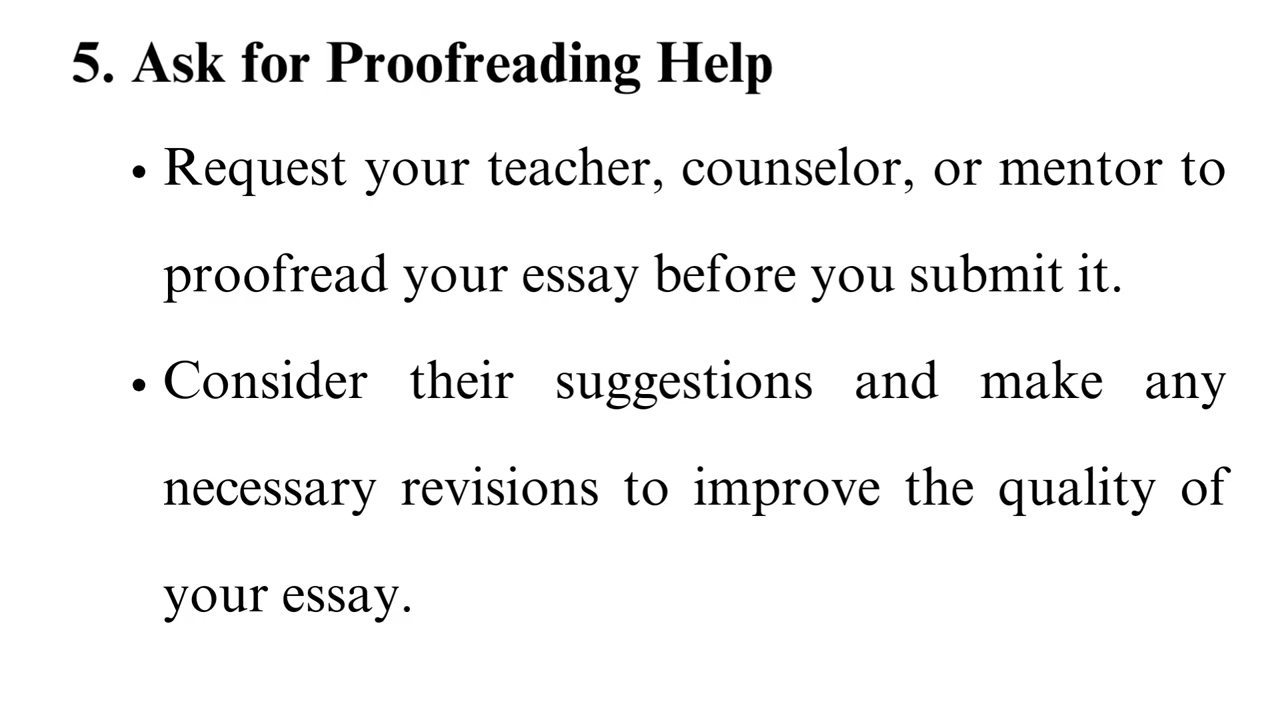 5. Ask for Proofreading Help
• Request your teacher, counselor, or mentor to
proofread your essay before you submit it.
• Consider their suggestions and make any
necessary revisions to improve the quality of
your essay.